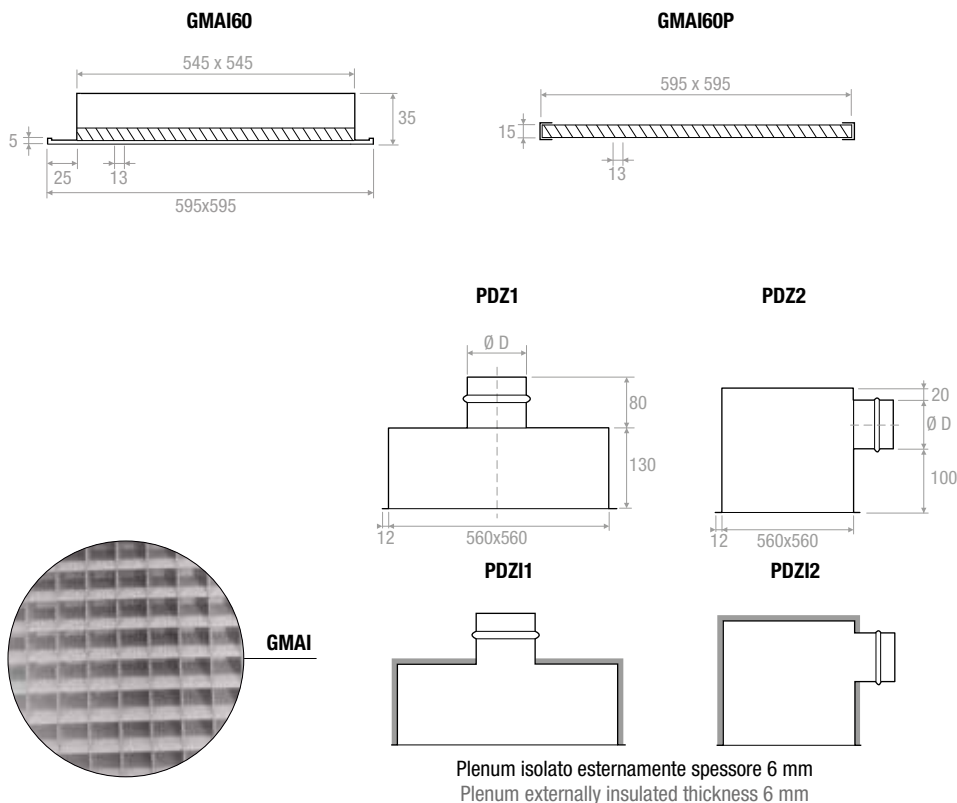 GMAI60
GMAI60P
545 x 545
35
5
25
13
595x595
595 x 595
15
13
PDZ1
PDZ2
Ø D
80
130
12
560x560
20
Ø D
100
12
560x560
GMAI
PDZI1
PDZI2
Plenum isolato esternamente spessore 6 mm
Plenum externally insulated thickness 6 mm